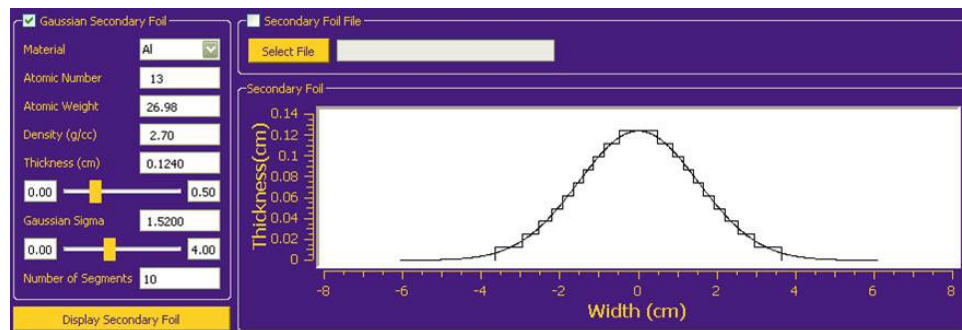 Gaussian Secondary Foil
Material Al
Atomic Number 13
Atomic Weight 26.98
Density (g/cc) 2.70
Thickness (cm) 0.1240
0.00 0.50
Gaussian Sigma 1.5200
0.00 4.00
Number of Segments 10
Display Secondary Foil
Secondary Foil File
Select File
Secondary Foil
Thickness(cm)
0.14
0.12
0.1
0.08
0.06
0.04
0.02
0
-8 -6 -4 -2 0 2 4 6 8
Width (cm)